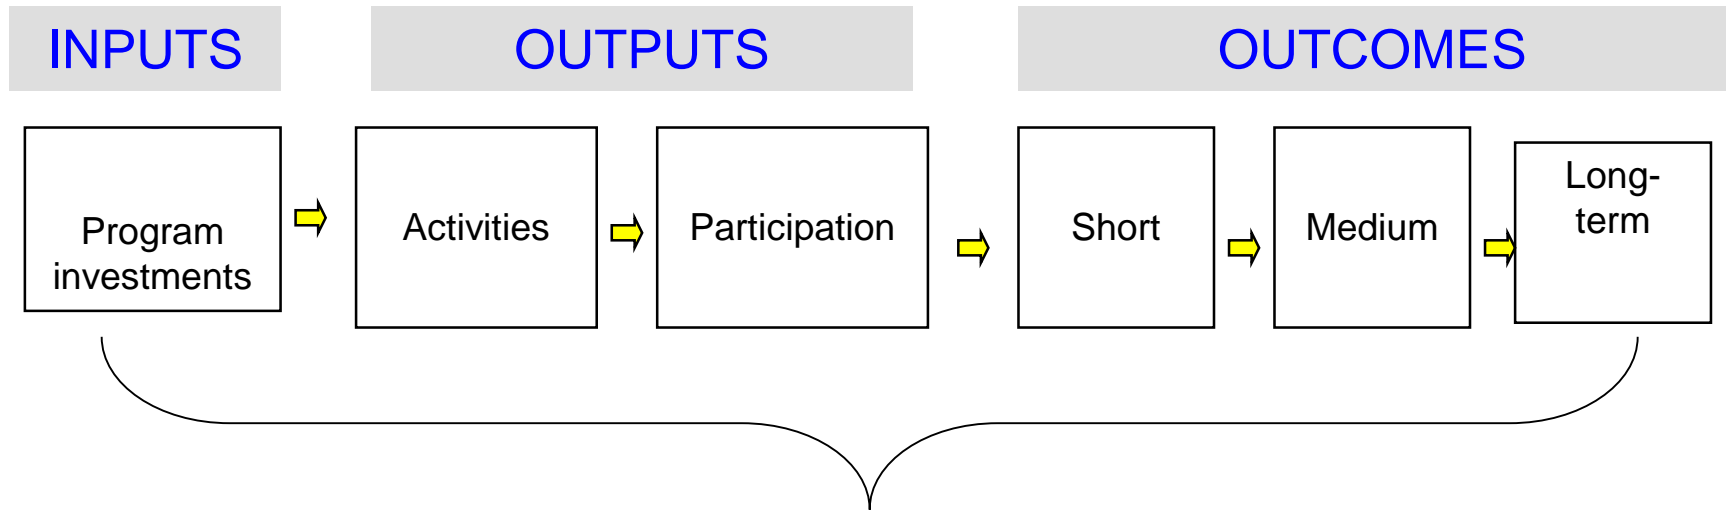 INPUTS
OUTPUTS
OUTCOMES
Program
investments
Activities
Participation
Short
Medium
Long-
term